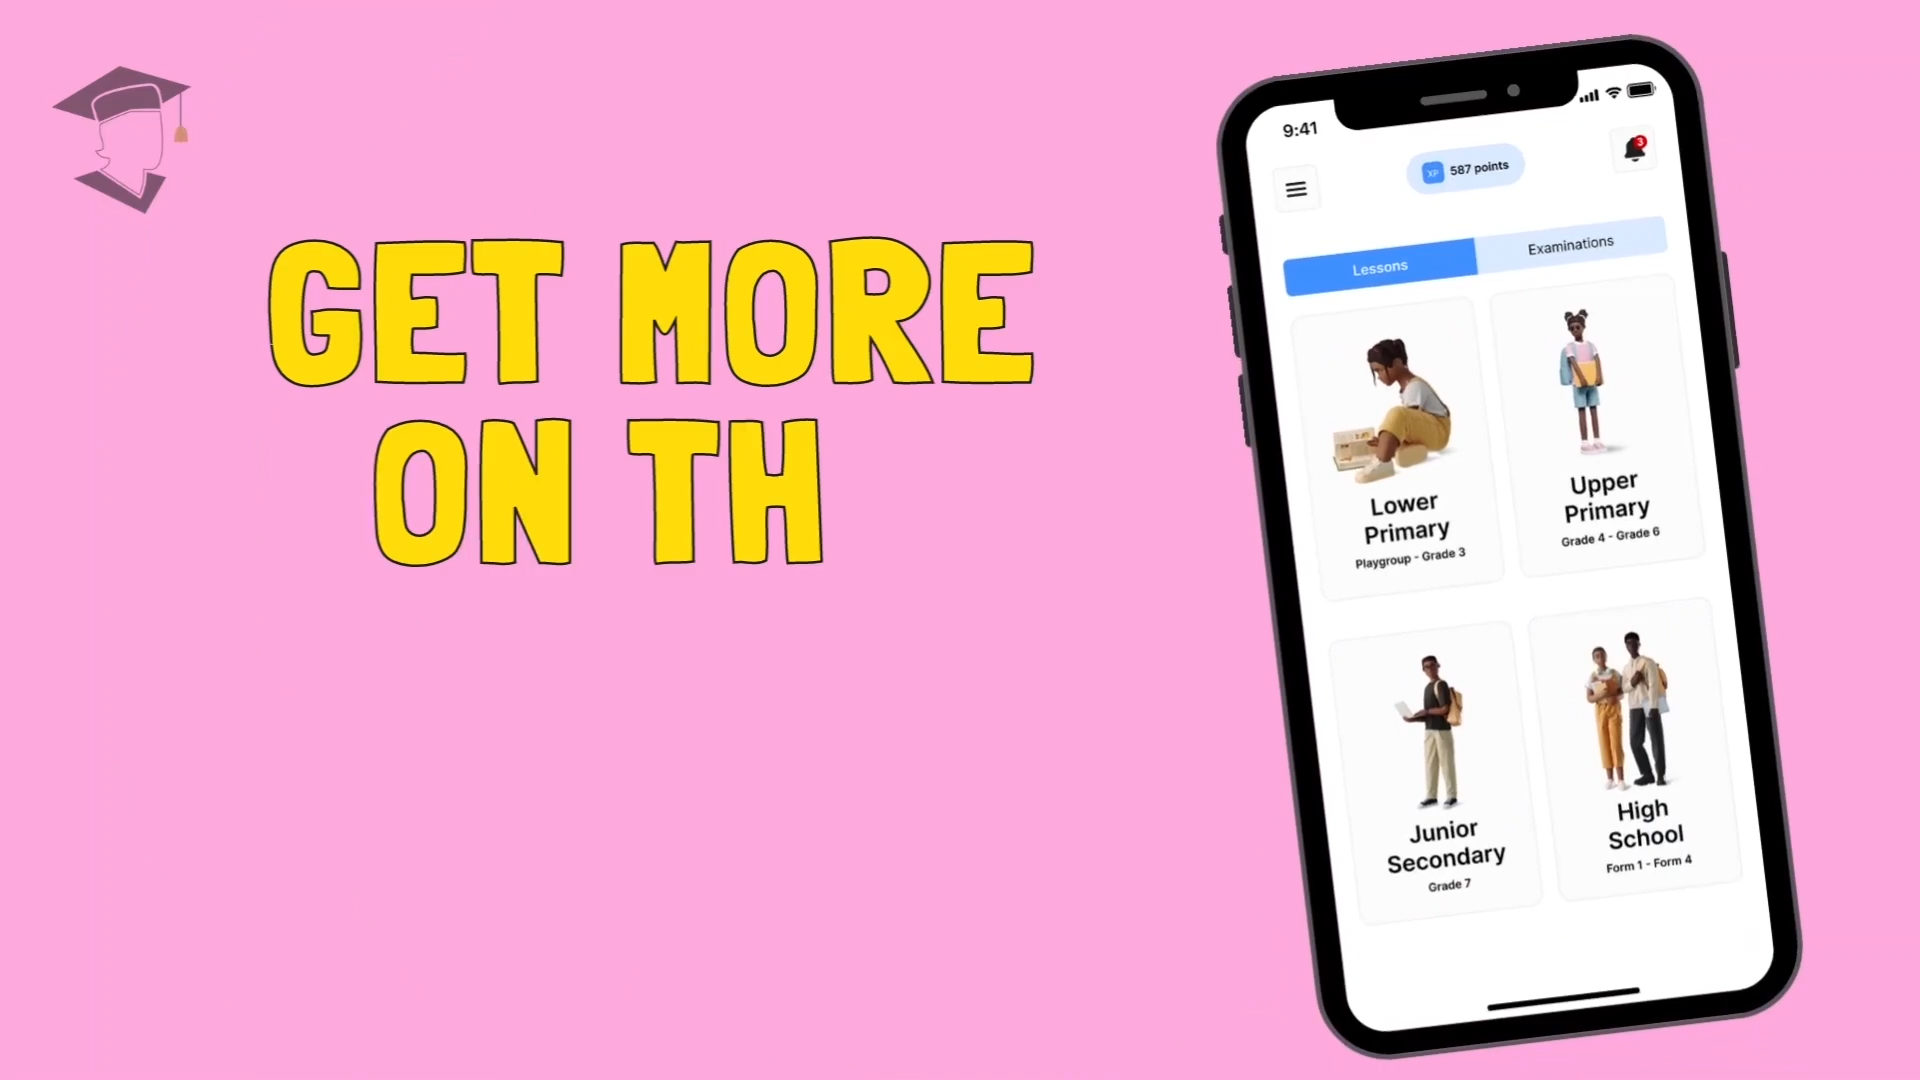 GET MORE
ON TH
9:41
XP 587 points
3
Lessons
Examinations
Lower
Primary
Playgroup - Grade 3
Upper
Primary
Grade 4 - Grade 6
Junior
Secondary
Grade 7
High
School
Form 1 - Form 4